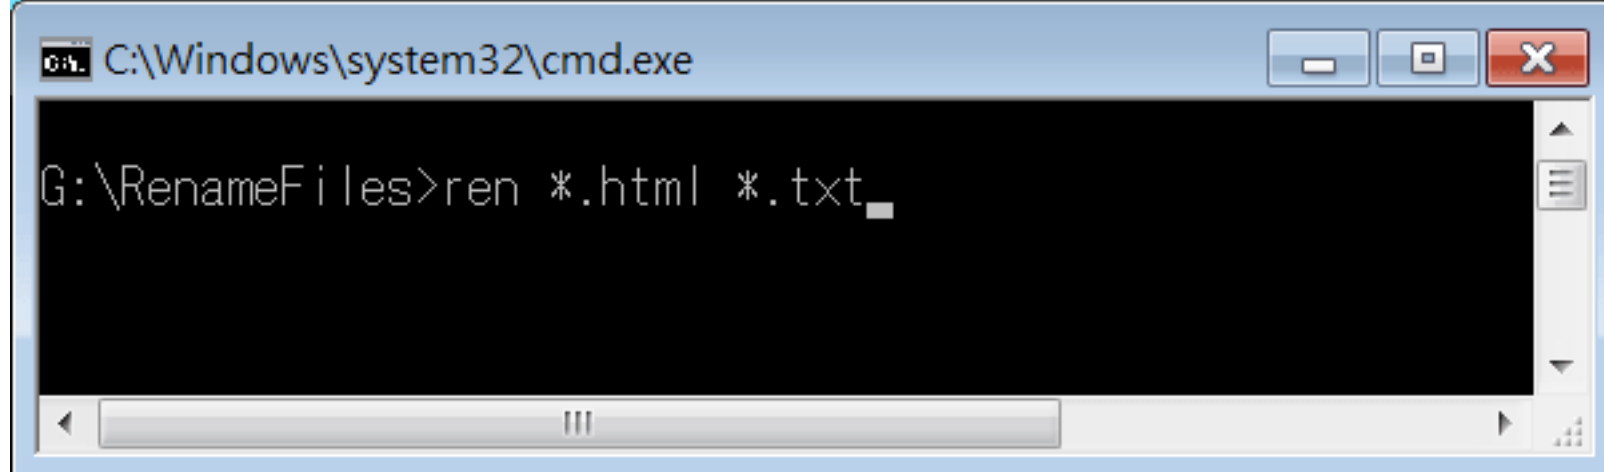 C:\Windows\system32\cmd.exe
G:\RenameFiles>ren *.html *.txt